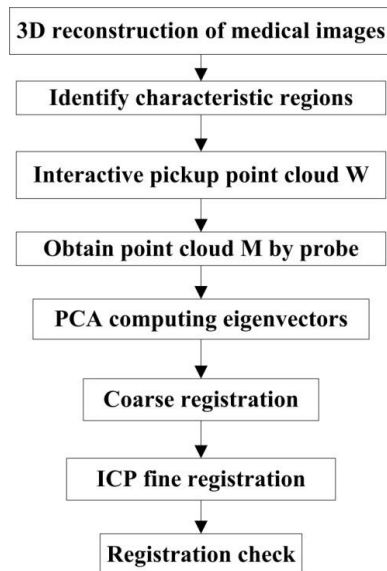 3D reconstruction of medical images
Identify characteristic regions
Interactive pickup point cloud W
Obtain point cloud M by probe
PCA computing eigenvectors
Coarse registration
ICP fine registration
Registration check